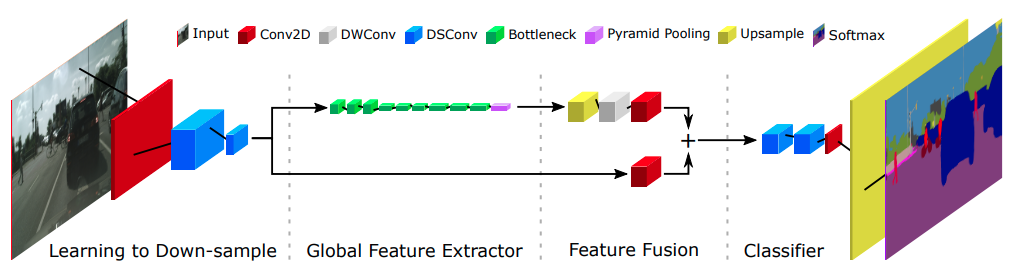 Input Conv2D DWConv DSConv Bottleneck Pyramid Pooling Upsample Softmax
+
Learning to Down-sample Global Feature Extractor Feature Fusion Classifier